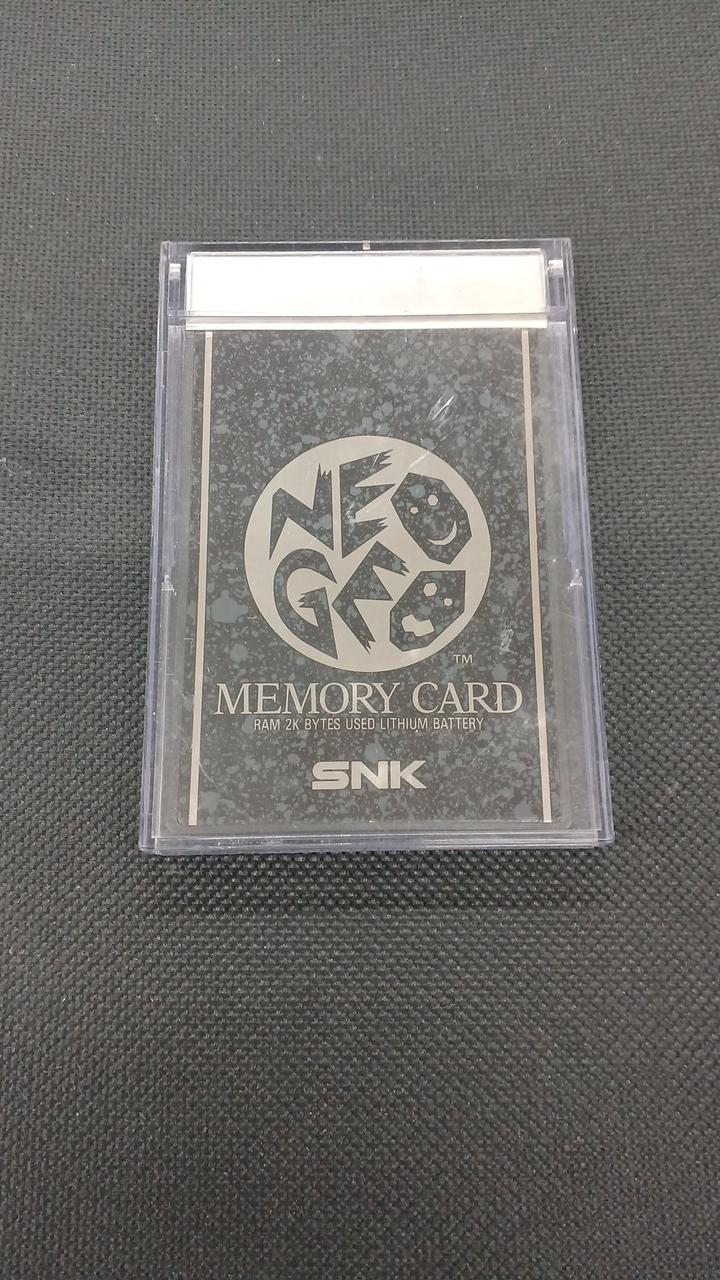 NEO
GEO
TM
MEMORY CARD
RAM 2K BYTES USED LITHIUM BATTERY
SNK